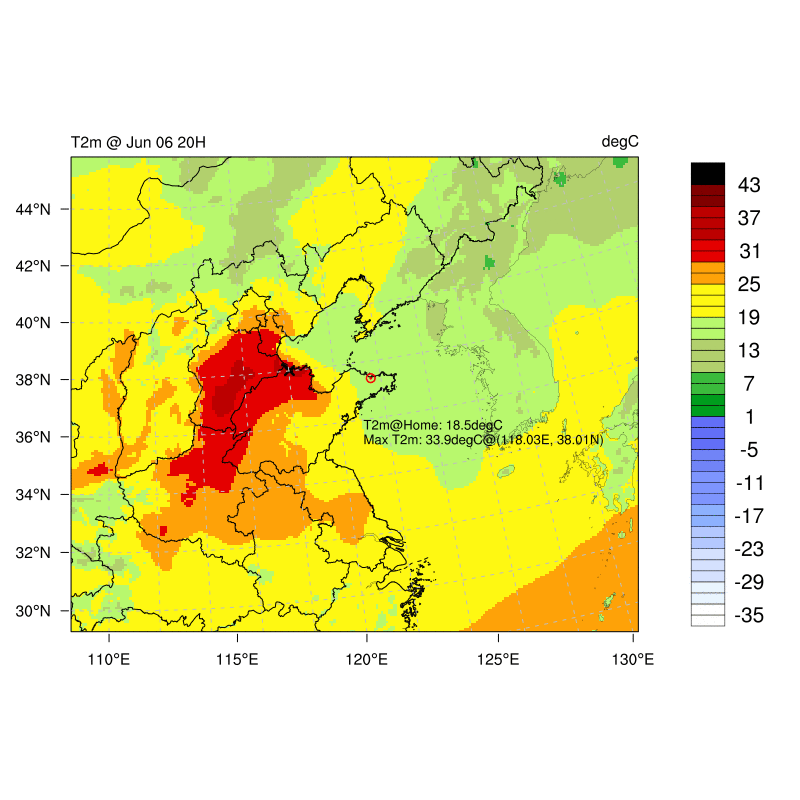 T2m @ Jun 06 20H
degC
44°N
42°N
40°N
38°N
36°N
34°N
32°N
30°N
110°E
115°E
120°E
125°E
130°E
T2m@Home: 18.5degC
Max T2m: 33.9degC@(118.03E, 38.01N)
43
37
31
25
19
13
7
1
-5
-11
-17
-23
-29
-35